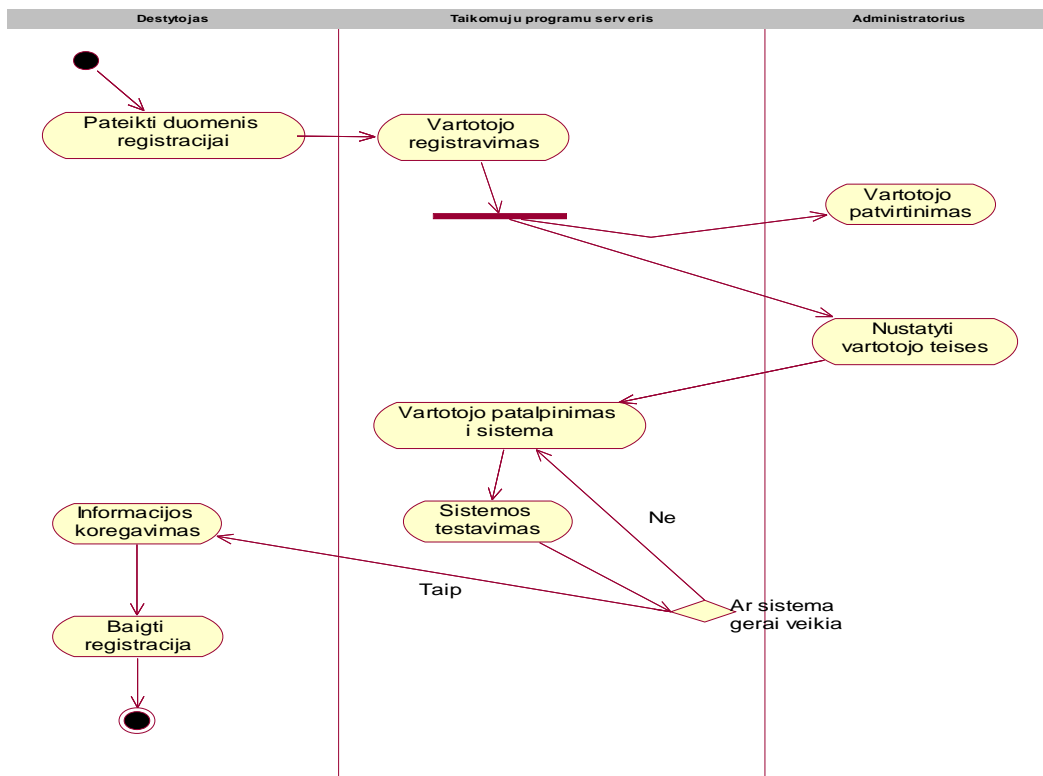 Destytojas
Taikomuju programu serveris
Administratorius
Pateikti duomenis
registracijai
Vartotojo
registravimas
Vartotojo
patvirtinimas
Nustatyti
vartotojo teises
Vartotojo patalpinimas
i sistema
Sistemos
testavimas
Informacijos
koregavimas
Ne
Taip
Ar sistema
gerai veikia
Baigti
registracija